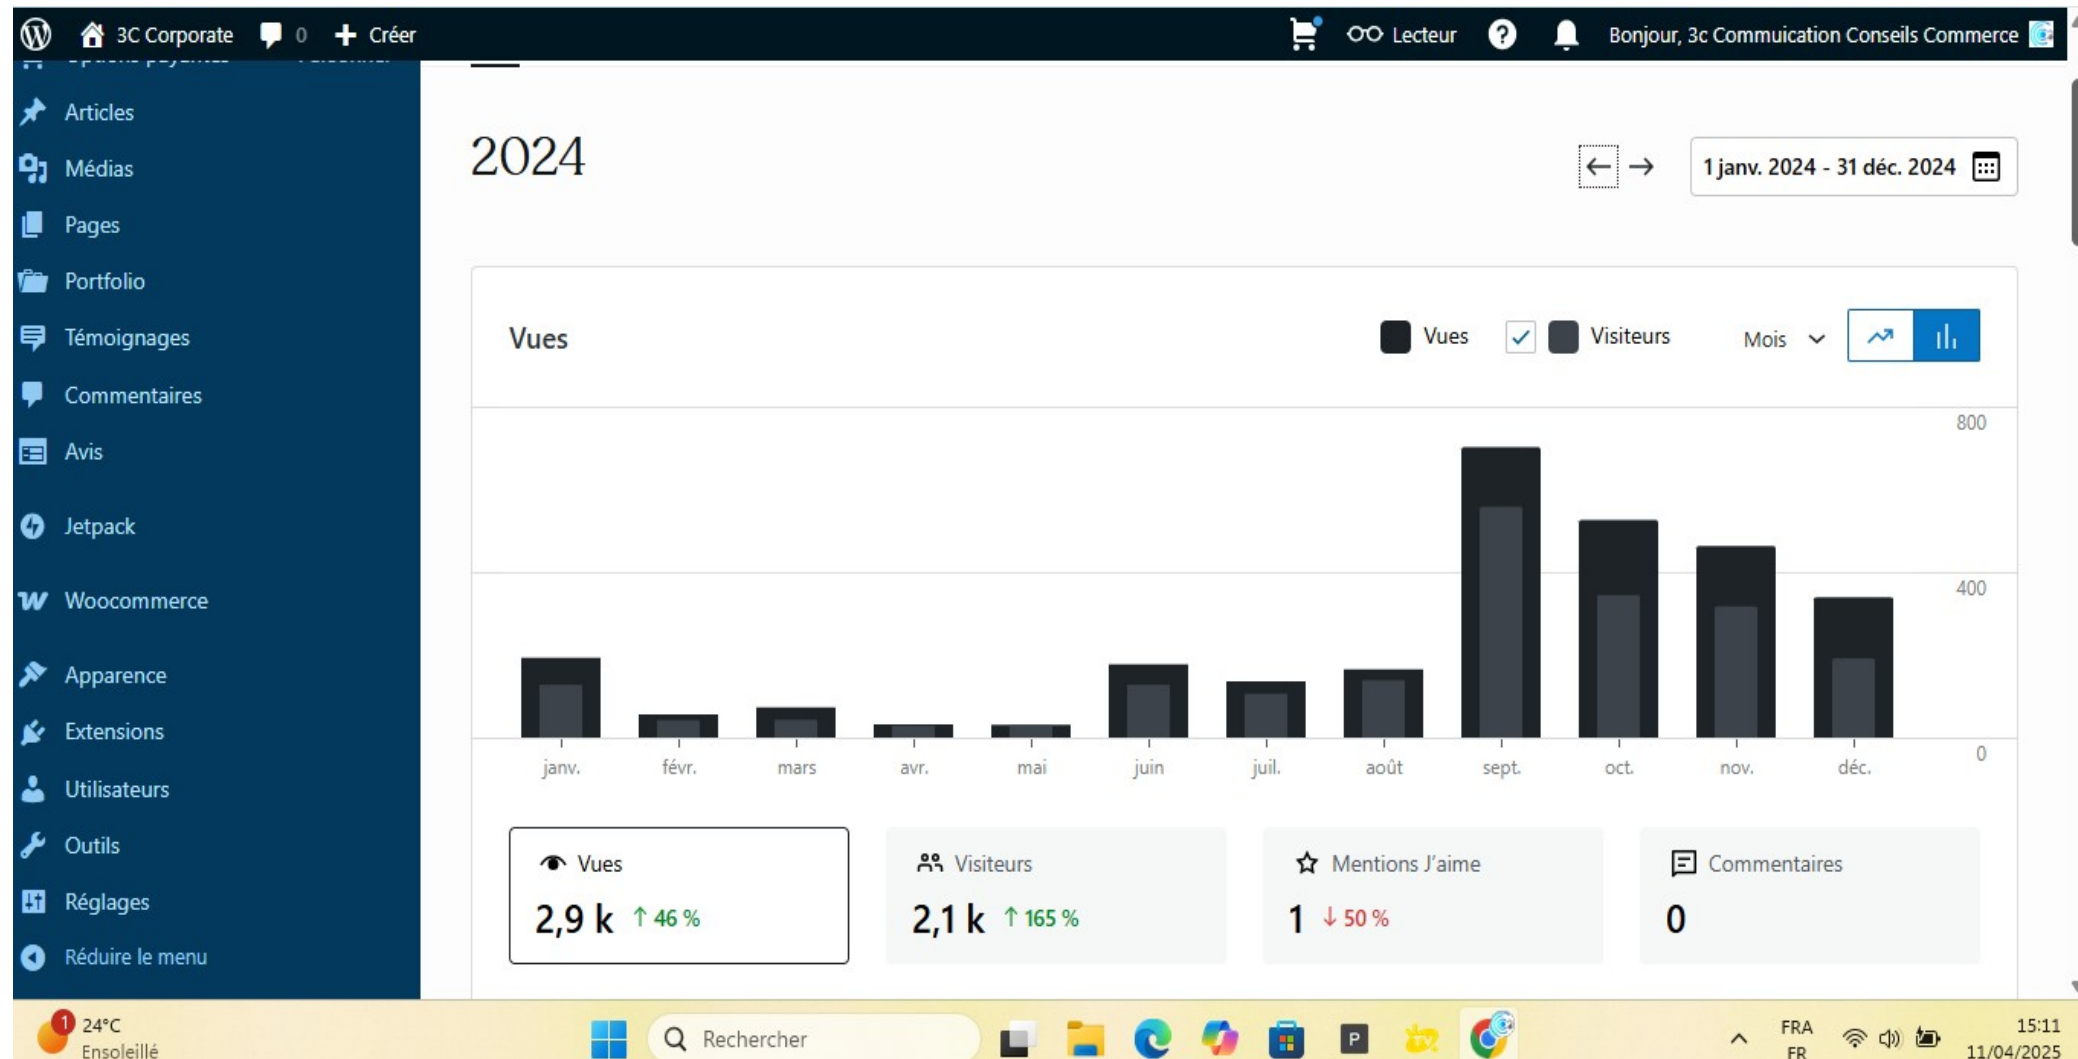 3C Corporate 0 Créer Lecteur Bonjour, 3c Commuication Conseils Commerce
Articles
Médias
Pages
Portfolio
Témoignages
Commentaires
Avis
Jetpack
Woocommerce
Apparence
Extensions
Utilisateurs
Outils
Réglages
Réduire le menu
2024
1 janv. 2024 - 31 déc. 2024
Vues
Vues Visiteurs Mois
800
400
0
janv. févr. mars avr. mai juin juil. août sept. oct. nov. déc.
Vues Visiteurs Mentions J'aime Commentaires
2,9 k ↑ 46 % 2,1 k ↑ 165 % 1 ↓ 50 % 0
1
24°C
Ensoleillé
Rechercher
FRA
FR
15:11
11/04/2025